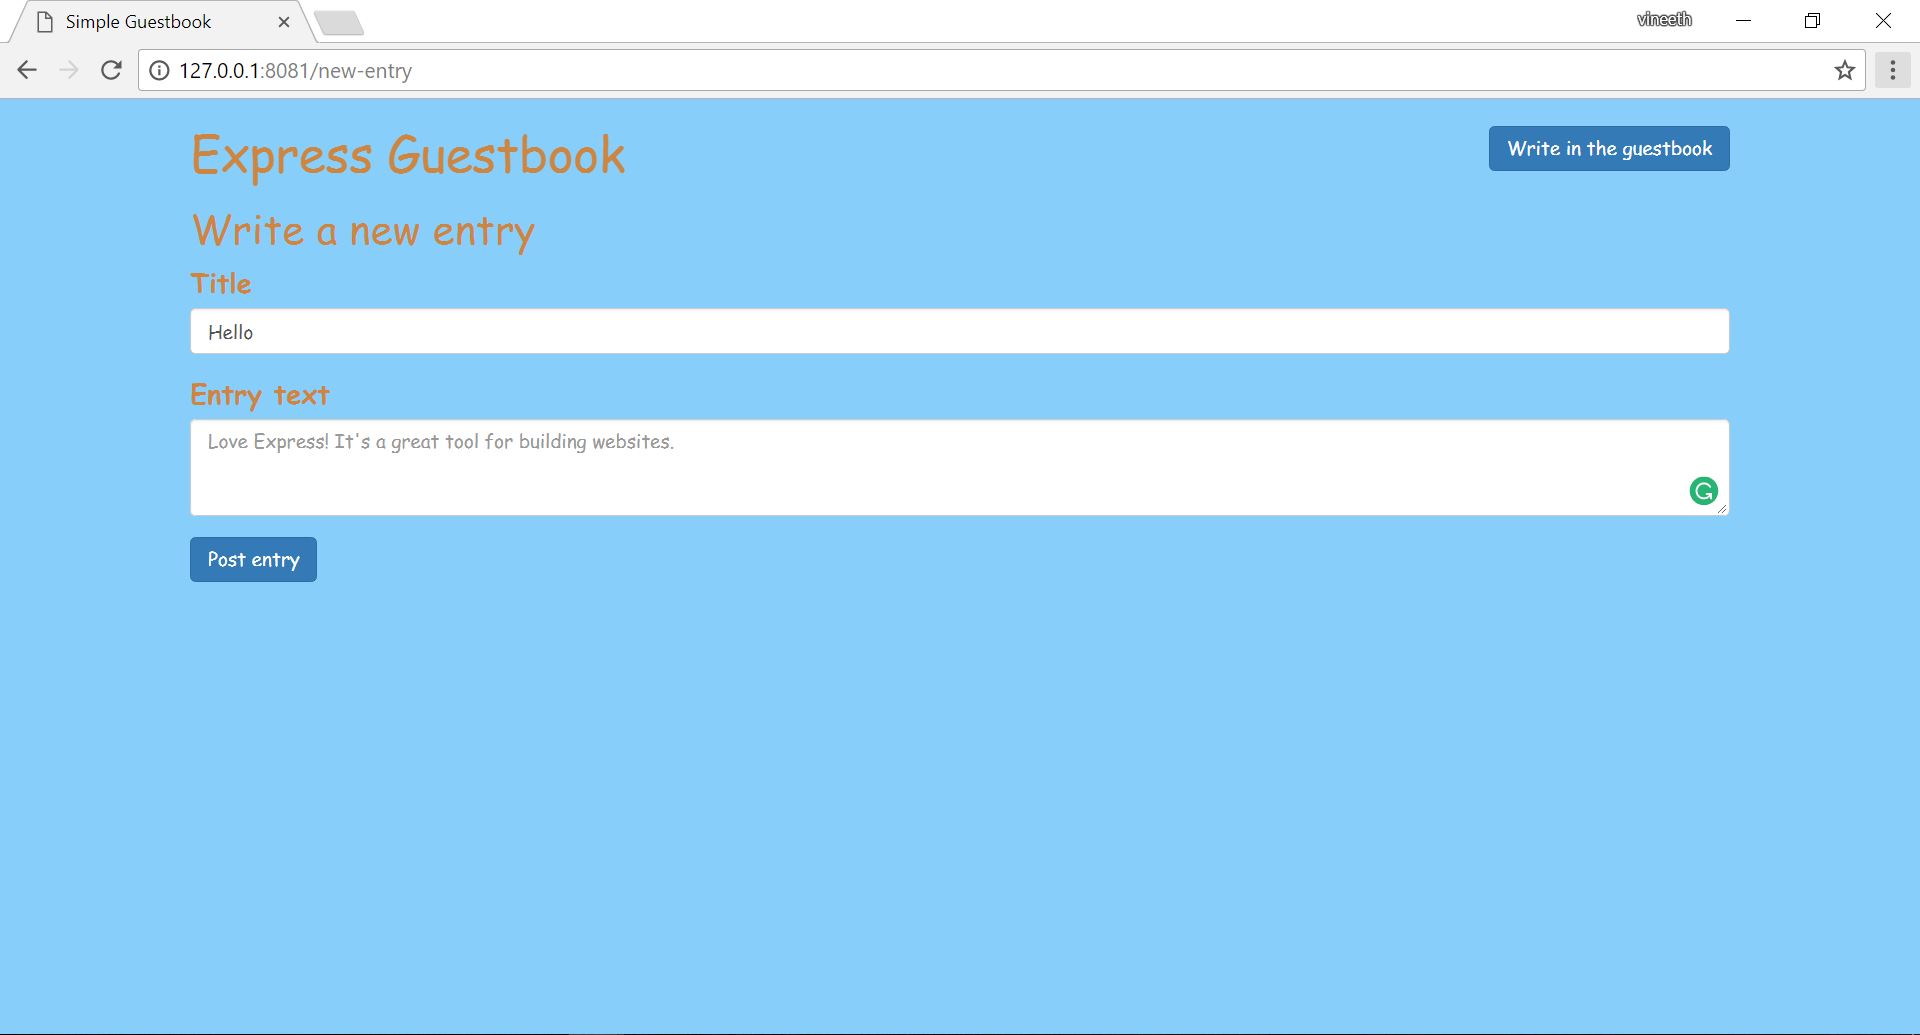 Simple Guestbook
vineeth
127.0.0.1:8081/new-entry
Express Guestbook
Write in the guestbook
Write a new entry
Title
Hello
Entry text
Love Express! It's a great tool for building websites.
Post entry